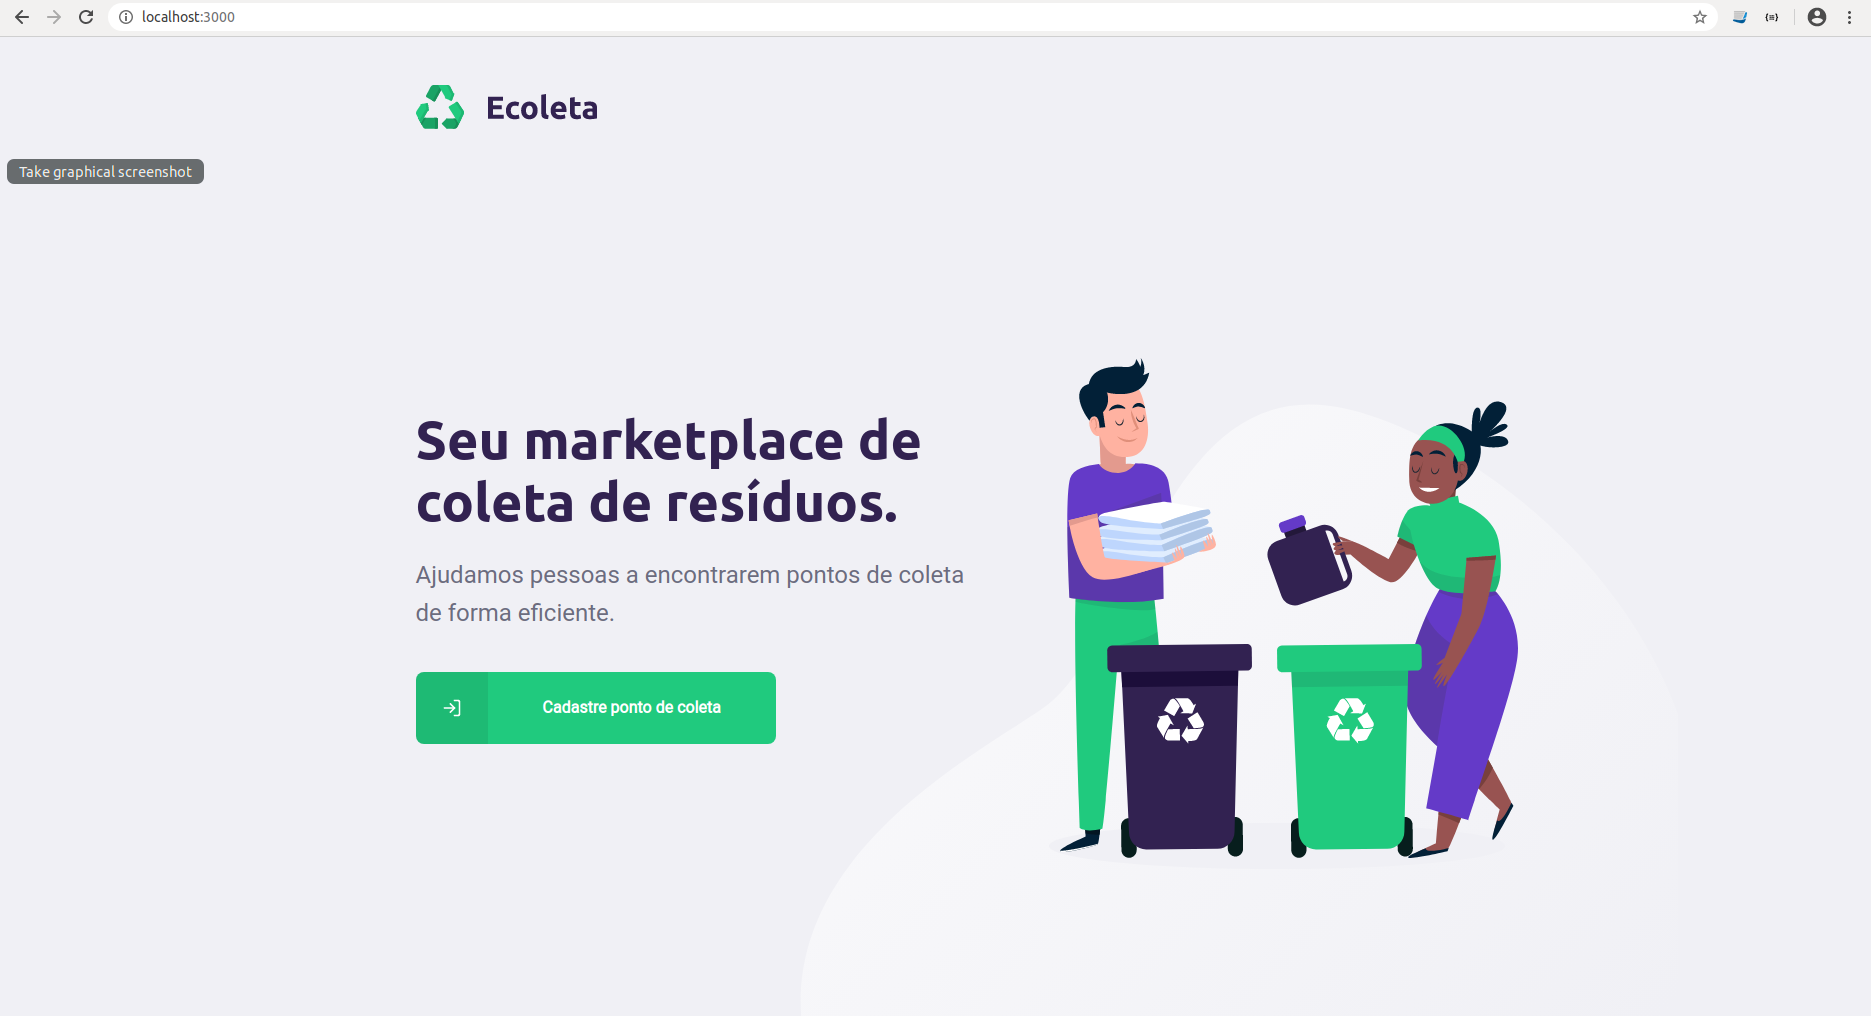 localhost:3000
Ecoleta
Take graphical screenshot
Seu marketplace de
coleta de resíduos.
Ajudamos pessoas a encontrarem pontos de coleta
de forma eficiente.
Cadastre ponto de coleta